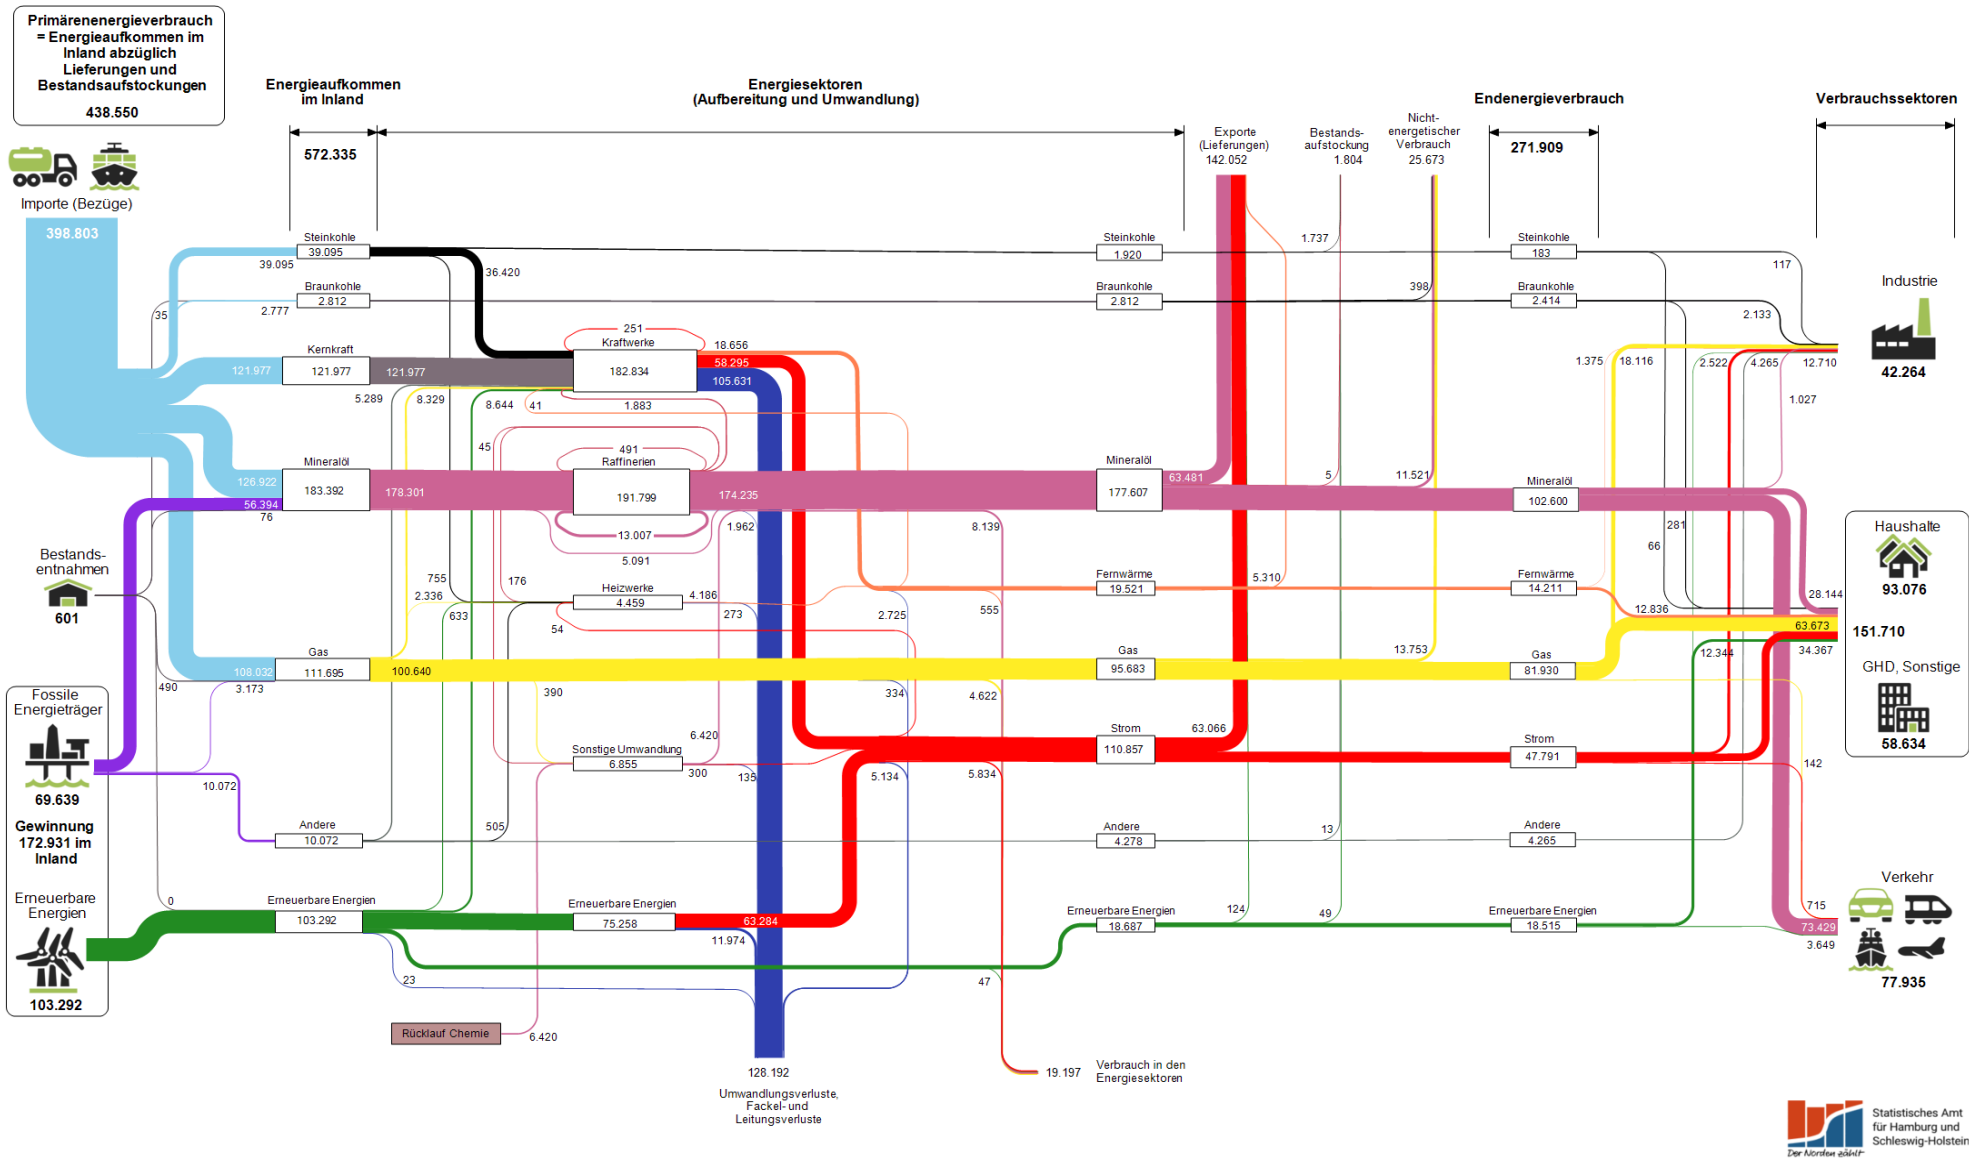 Primärenenergieverbrauch
= Energieaufkommen im
Inland abzüglich
Lieferungen und
Bestandsaufstockungen
438.550
Energieaufkommen
im Inland
572.335
Energiesektoren
(Aufbereitung und Umwandlung)
Exporte
(Lieferungen)
142.052
Bestands-
aufstockung
1.804
Nicht-
energetischer
Verbrauch
25.673
Endenergieverbrauch
271.909
Verbrauchssektoren
Importe (Bezüge)
398.803
Steinkohle
39.095
39.095
36.420
Steinkohle
1.920
1.737
Steinkohle
183
117
Braunkohle
2.812
35
2.777
Braunkohle
2.812
398
Braunkohle
2.414
2.133
Industrie
42.264
Kernkraft
121.977
121.977
121.977
251
Kraftwerke
182.834
18.656
58.295
105.631
5.289
8.329
8.644
41
1.883
1.375
18.116
2.522
4.265
12.710
1.027
45
491
Mineralöl
183.392
126.922
56.394
76
178.301
Raffinerien
191.799
174.235
13.007
5.091
1.962
8.139
Mineralöl
177.607
63.481
5
11.521
Mineralöl
102.600
281
66
Bestands-
entnahmen
601
755
2.336
633
176
Heizwerke
4.459
4.186
273
54
2.725
555
Fernwärme
19.521
5.310
Fernwärme
14.211
12.836
28.144
Haushalte
93.076
63.673
151.710
34.367
12.344
GHD, Sonstige
58.634
Gas
111.695
108.032
3.173
490
100.640
390
334
4.622
Gas
95.683
13.753
Gas
81.930
142
Fossile
Energieträger
69.639
Gewinnung
172.931 im
Inland
Erneuerbare
Energien
103.292
10.072
Sonstige Umwandlung
6.855
6.420
300
135
5.134
5.834
Strom
110.857
63.066
Strom
47.791
Andere
10.072
505
Andere
4.278
13
Andere
4.265
0
Erneuerbare Energien
103.292
23
Erneuerbare Energien
75.258
63.284
11.974
47
Erneuerbare Energien
18.687
124
49
Erneuerbare Energien
18.515
Verkehr
715
73.429
3.649
77.935
Rücklauf Chemie
6.420
128.192
Umwandlungsverluste,
Fackel- und
Leitungsverluste
19.197
Verbrauch in den
Energiesektoren
Statistisches Amt
für Hamburg und
Schleswig-Holstein
Der Norden zählt